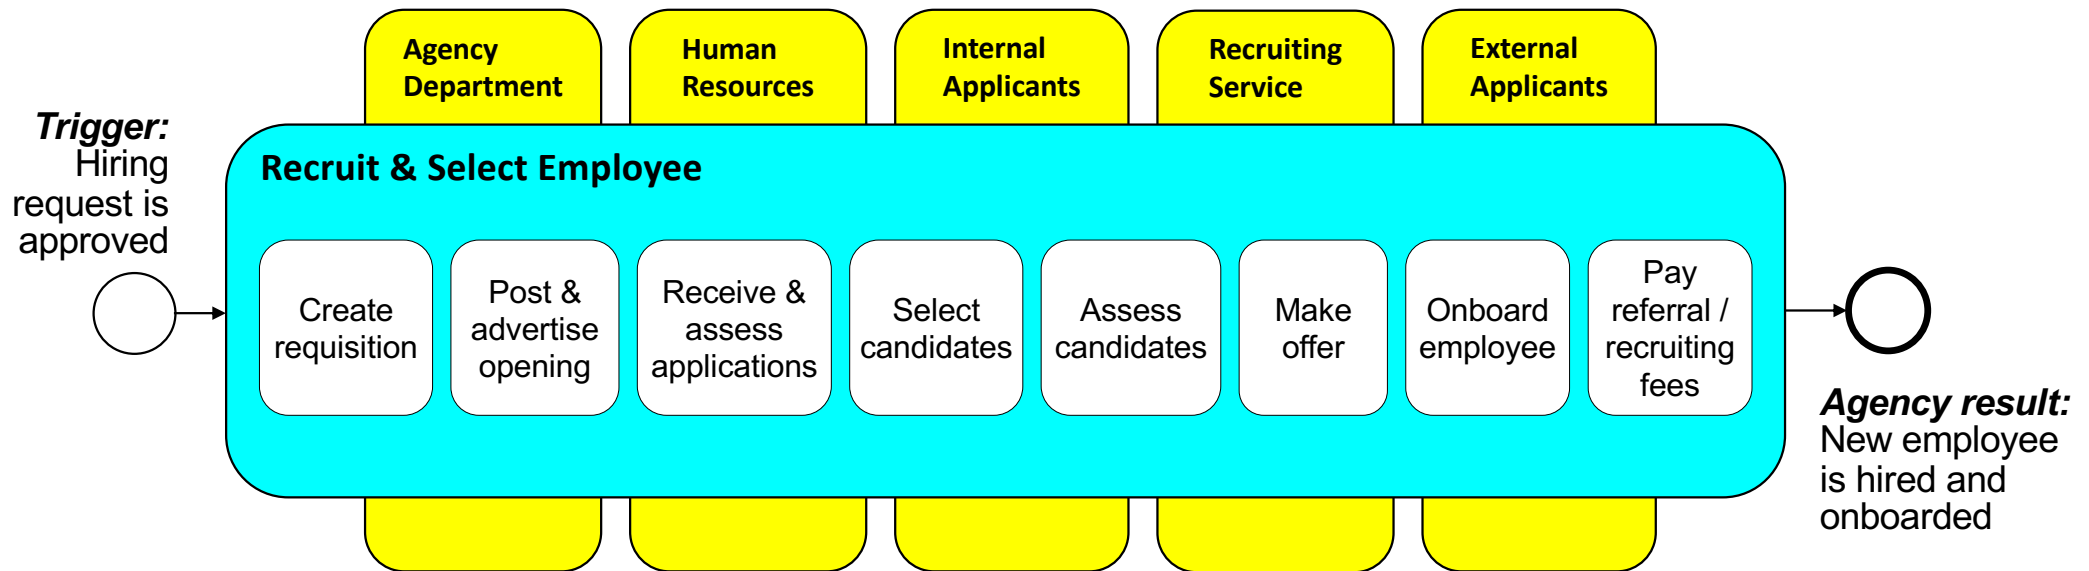 Agency
Department
Human
Resources
Internal
Applicants
Recruiting
Service
External
Applicants
Trigger:
Hiring
request is
approved
Recruit & Select Employee
Create
requisition
Post &
advertise
opening
Receive &
assess
applications
Select
candidates
Assess
candidates
Make
offer
Onboard
employee
Pay
referral /
recruiting
fees
Agency result:
New employee
is hired and
onboarded